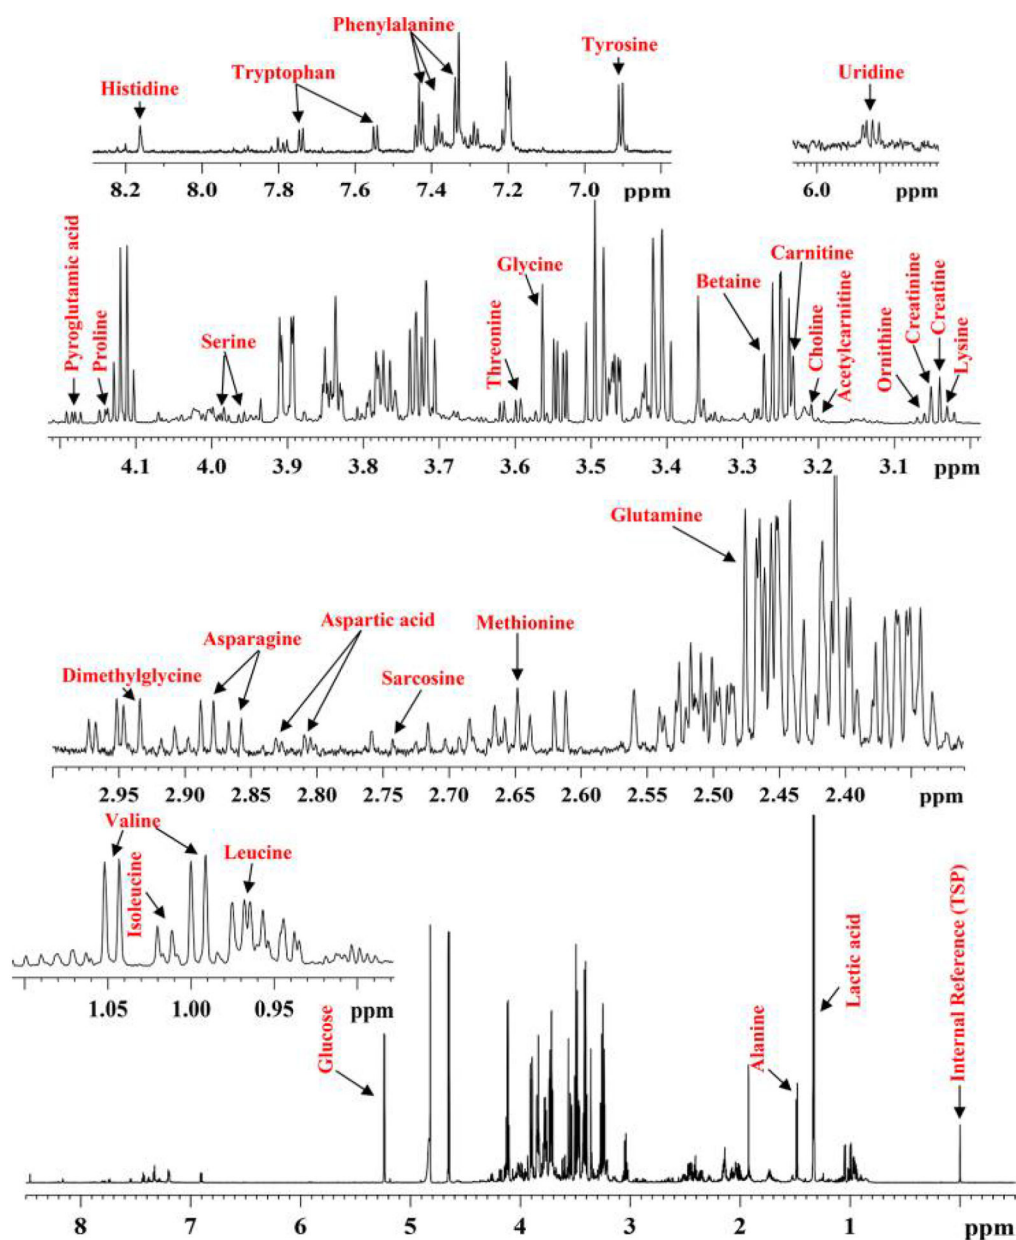 Phenylalanine
Tyrosine
Uridine
Tryptophan
Histidine
8.2 8.0 7.8 7.6 7.4 7.2 7.0 ppm
6.0 ppm
Pyroglutamic acid
Proline
Serine
Glycine
Threonine
Betaine
Carnitine
Choline
Acetylcarnitine
Ornithine
Creatinine
Creatine
Lysine
4.1 4.0 3.9 3.8 3.7 3.6 3.5 3.4 3.3 3.2 3.1 ppm
Glutamine
Aspartic acid
Methionine
Asparagine
Dimethylglycine
Sarcosine
2.95 2.90 2.85 2.80 2.75 2.70 2.65 2.60 2.55 2.50 2.45 2.40 ppm
Valine
Leucine
Isoleucine
1.05 1.00 0.95 ppm
Glucose
Alanine
Lactic acid
Internal Reference (TSP)
8 7 6 5 4 3 2 1 ppm